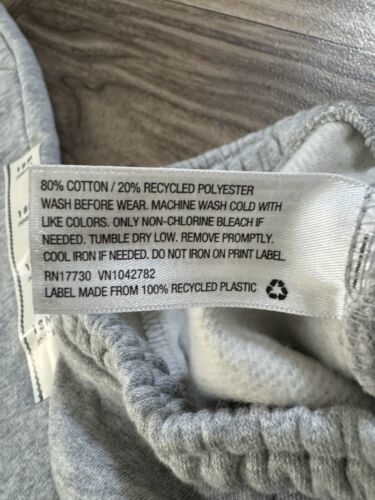 80% COTTON / 20% RECYCLED POLYESTER
WASH BEFORE WEAR. MACHINE WASH COLD WITH
LIKE COLORS. ONLY NON-CHLORINE BLEACH IF
NEEDED. TUMBLE DRY LOW. REMOVE PROMPTLY.
COOL IRON IF NEEDED. DO NOT IRON ON PRINT LABEL.
RN17730 VN1042782
LABEL MADE FROM 100% RECYCLED PLASTIC